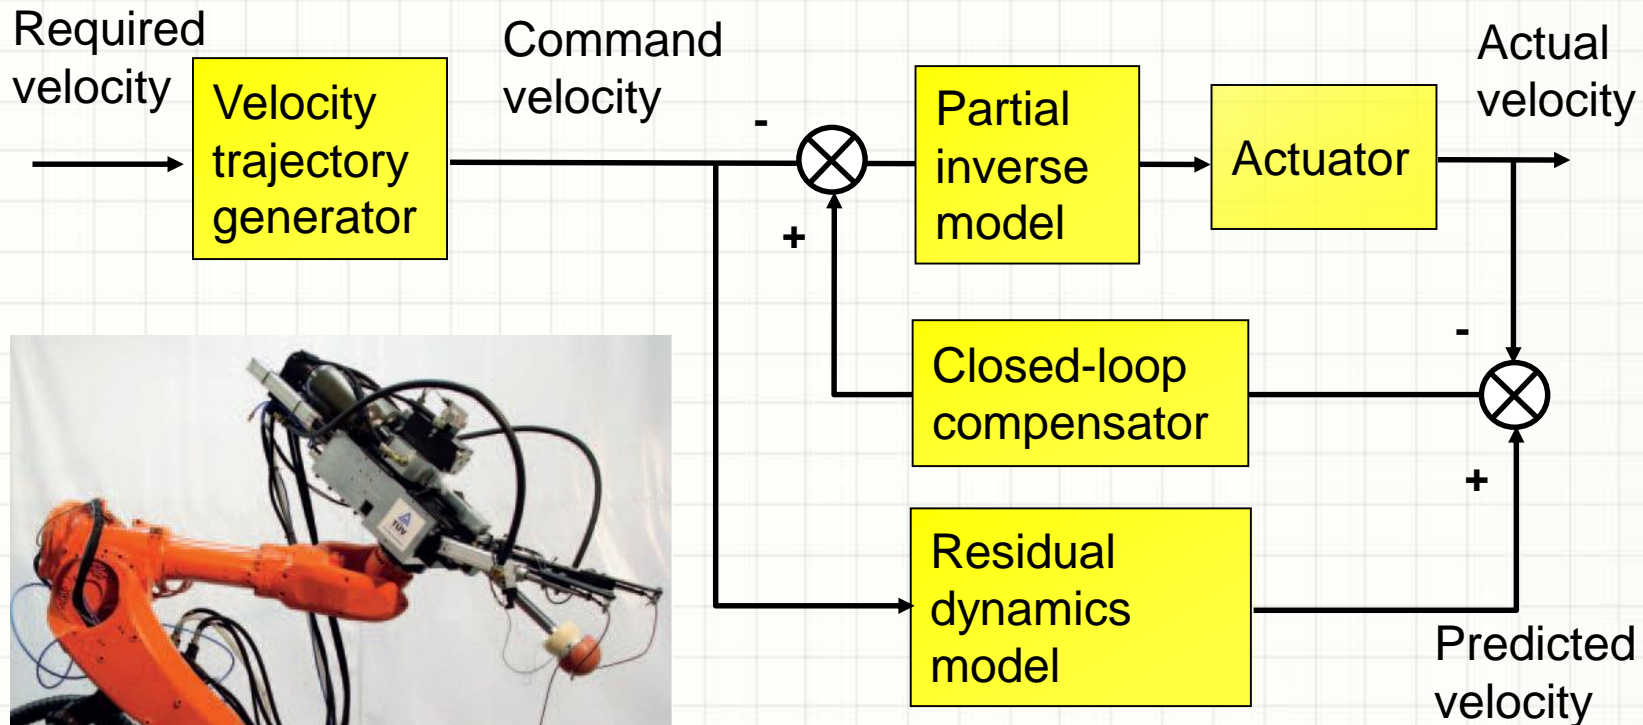 Required
velocity
Velocity
trajectory
generator
Command
velocity
-
+
Partial
inverse
model
Actuator
Actual
velocity
Closed-loop
compensator
-
+
Residual
dynamics
model
Predicted
velocity
TÜV